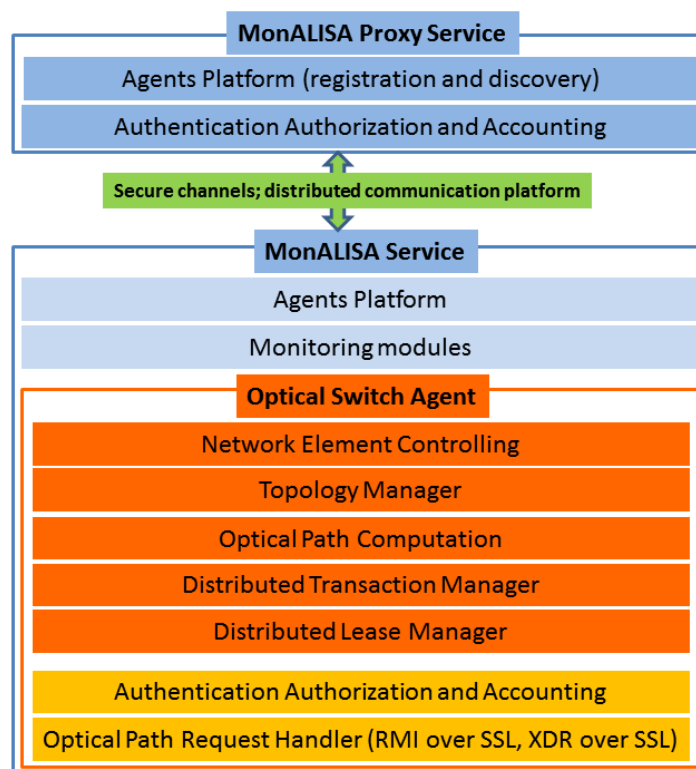 MonALISA Proxy Service
Agents Platform (registration and discovery)
Authentication Authorization and Accounting
Secure channels; distributed communication platform
MonALISA Service
Agents Platform
Monitoring modules
Optical Switch Agent
Network Element Controlling
Topology Manager
Optical Path Computation
Distributed Transaction Manager
Distributed Lease Manager
Authentication Authorization and Accounting
Optical Path Request Handler (RMI over SSL, XDR over SSL)